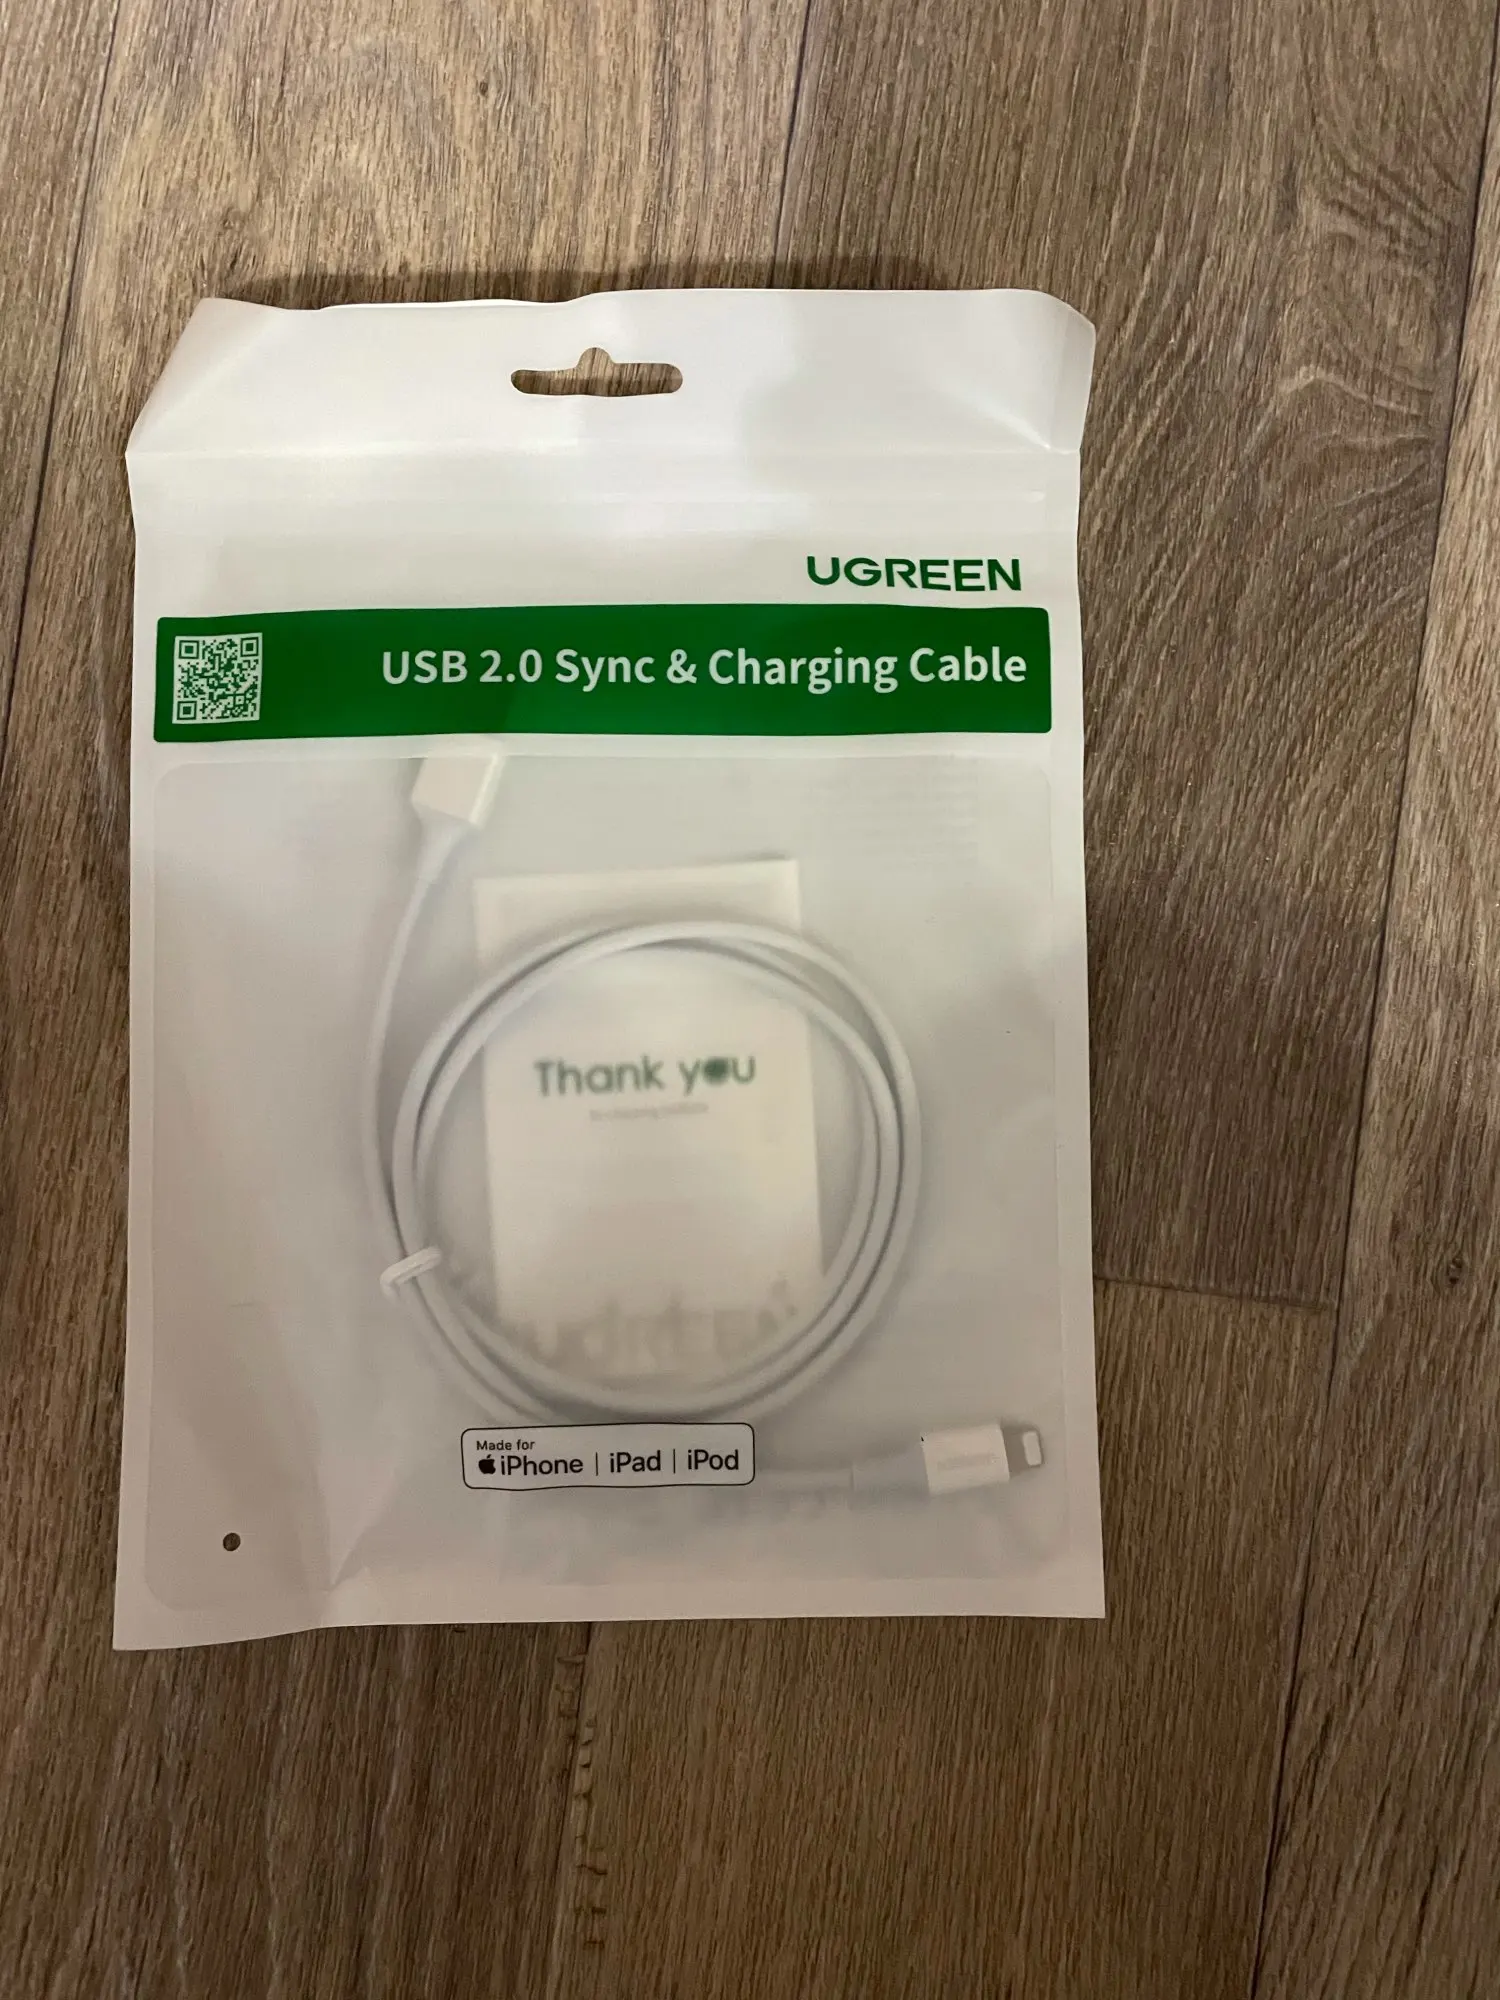 UGREEN
USB 2.0 Sync & Charging Cable
Thank you
Made for
iPhone | iPad | iPod